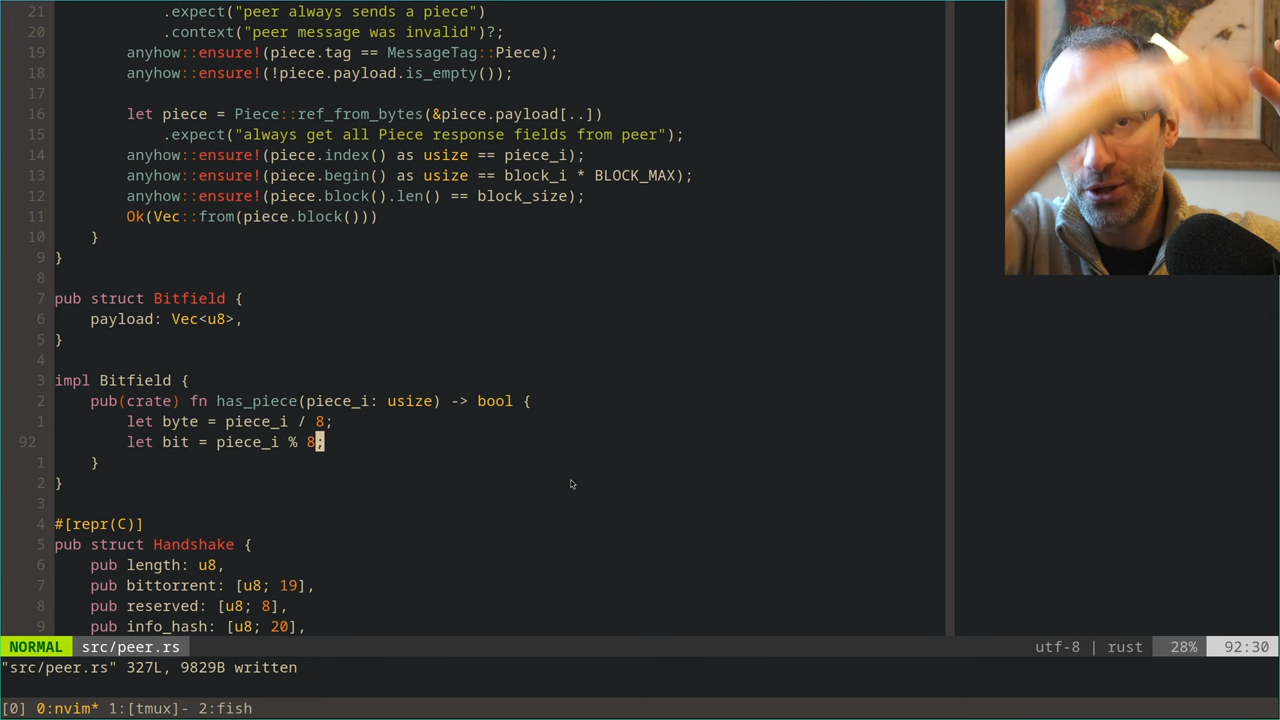 21             .expect("peer always sends a piece")
20             .context("peer message was invalid")?;
19         anyhow::ensure!(piece.tag == MessageTag::Piece);
18         anyhow::ensure!(!piece.payload.is_empty());
17
16         let piece = Piece::ref_from_bytes(&piece.payload[..])
15             .expect("always get all Piece response fields from peer");
14         anyhow::ensure!(piece.index() as usize == piece_i);
13         anyhow::ensure!(piece.begin() as usize == block_i * BLOCK_MAX);
12         anyhow::ensure!(piece.block().len() == block_size);
11         Ok(Vec::from(piece.block()))
10     }
9 }
8
7 pub struct Bitfield {
6     payload: Vec<u8>,
5 }
4
3 impl Bitfield {
2     pub(crate) fn has_piece(piece_i: usize) -> bool {
1         let byte = piece_i / 8;
92         let bit = piece_i % 8;
1     }
2 }
3
4 #[repr(C)]
5 pub struct Handshake {
6     pub length: u8,
7     pub bittorrent: [u8; 19],
8     pub reserved: [u8; 8],
9     pub info_hash: [u8; 20],
NORMAL src/peer.rs utf-8 | rust 28% 92:30
"src/peer.rs" 327L, 9829B written
[0] 0:nvim* 1:[tmux]- 2:fish